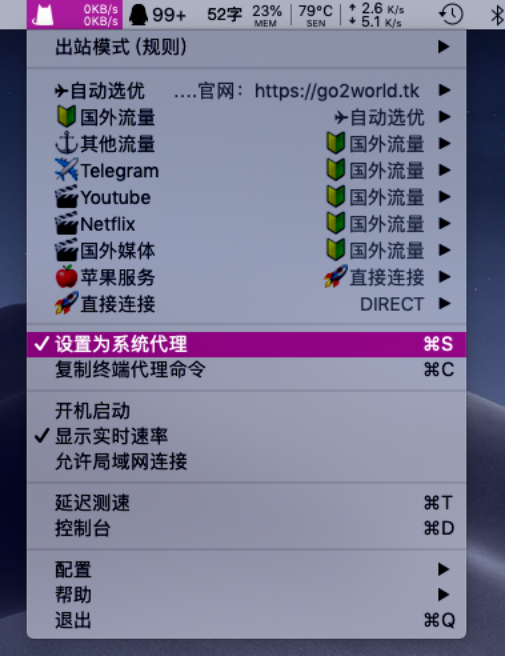 0KB/s 99+ 52字 23% 79°C ↑ 2.6 K/s
0KB/s MEM SEN ↓ 5.1 K/s
出站模式 (规则) ▶
✈自动选优 ....官网：https://go2world.tk ▶
🔰国外流量 ✈自动选优 ▶
⚓其他流量 🔰国外流量 ▶
✈️Telegram 🔰国外流量 ▶
🎬Youtube 🔰国外流量 ▶
🎬Netflix 🔰国外流量 ▶
🎬国外媒体 🔰国外流量 ▶
🍎苹果服务 🚀直接连接 ▶
🚀直接连接 DIRECT ▶
✓ 设置为系统代理 ⌘S
复制终端代理命令 ⌘C
开机启动
✓ 显示实时速率
允许局域网连接
延迟测速 ⌘T
控制台 ⌘D
配置 ▶
帮助 ▶
退出 ⌘Q